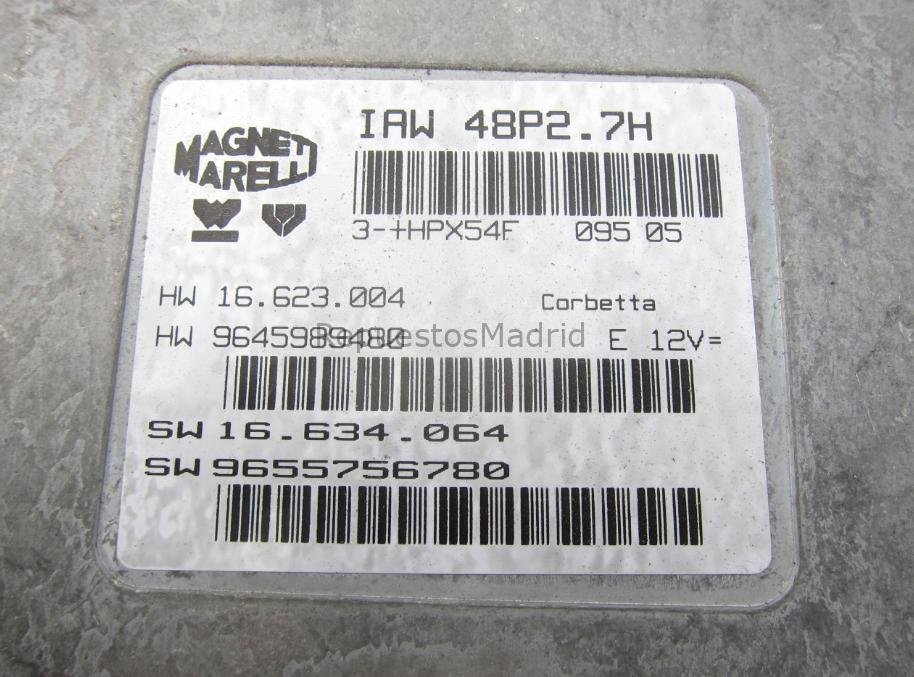 IAW 48P2.7H
MAGNETI
MARELLI
3-+HPX54F 095 05
HW 16.623.004 Corbetta
HW 9645989480 E 12V=
RepuestosMadrid
SW 16.634.064
SW 9655756780